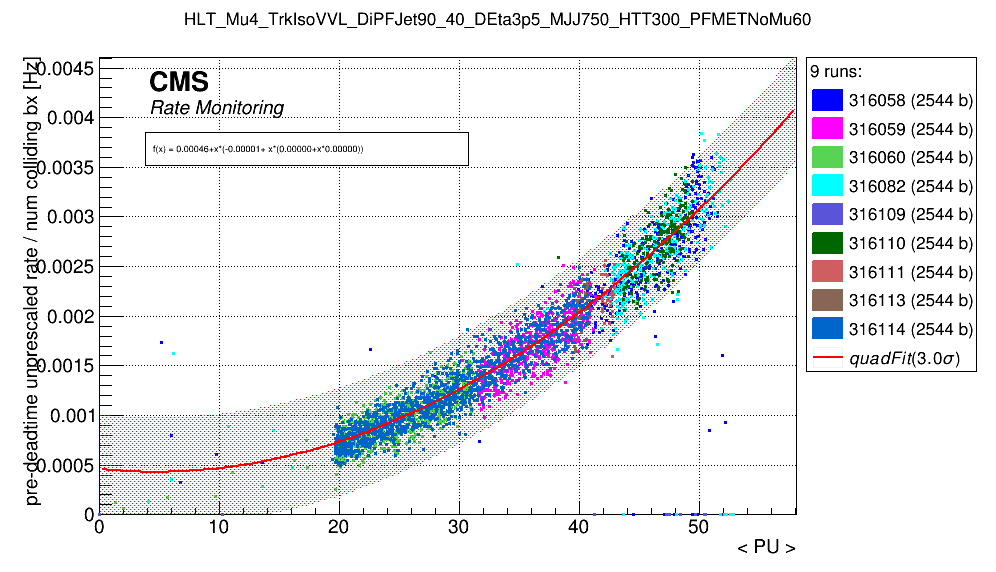 HLT_Mu4_TrkIsoVVL_DiPFJet90_40_DEta3p5_MJJ750_HTT300_PFMETNoMu60
pre-deadtime unprescaled rate / num colliding bx [Hz]
0.0045
0.004
0.0035
0.003
0.0025
0.002
0.0015
0.001
0.0005
0
CMS
Rate Monitoring
f(x) = 0.00046+x*(-0.00001+ x*(0.00000+x*0.00000))
0 10 20 30 40 50
< PU >
9 runs:
316058 (2544 b)
316059 (2544 b)
316060 (2544 b)
316082 (2544 b)
316109 (2544 b)
316110 (2544 b)
316111 (2544 b)
316113 (2544 b)
316114 (2544 b)
quadFit(3.0σ)